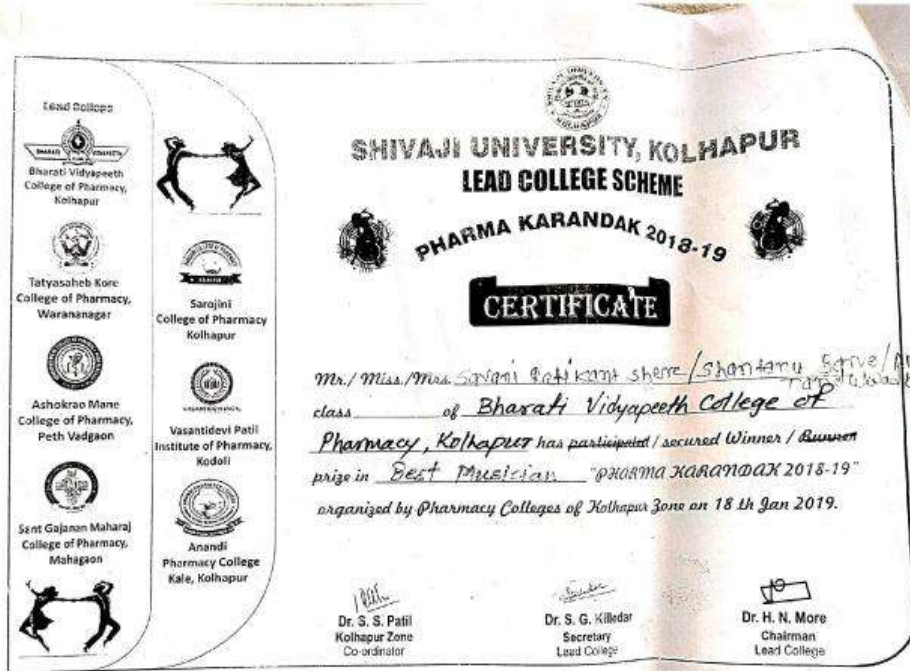 Lead College
BHARATI VIDYAPEETH
Bharati Vidyapeeth
College of Pharmacy,
Kolhapur
Tatyasaheb Kore
College of Pharmacy,
Warananagar
Ashokrao Mane
College of Pharmacy,
Peth Vadgaon
Sant Gajanan Maharaj
College of Pharmacy,
Mahagaon
Sarojini
College of Pharmacy
Kolhapur
Vasantidevi Patil
Institute of Pharmacy,
Kodoli
Anandi
Pharmacy College
Kale, Kolhapur
SHIVAJI UNIVERSITY, KOLHAPUR
LEAD COLLEGE SCHEME
PHARMA KARANDAK 2018-19
CERTIFICATE
Mr./ Miss./Mrs. / Shantanu
class of Bharati Vidyapeeth College of
Pharmacy, Kolhapur has participated / secured Winner / Runner
prize in Best Musician "PHARMA KARANDAK 2018-19"
organized by Pharmacy Colleges of Kolhapur Zone on 18 th Jan 2019.
Dr. S. S. Patil
Kolhapur Zone
Co-ordinator
Dr. S. G. Killedar
Secretary
Lead College
Dr. H. N. More
Chairman
Lead College